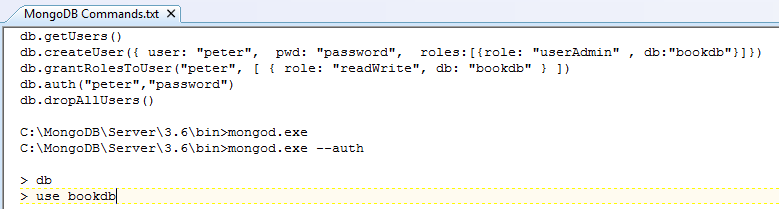 MongoDB Commands.txt
db.getUsers()
db.createUser({ user: "peter",  pwd: "password",  roles:[{role: "userAdmin" , db:"bookdb"}]})
db.grantRolesToUser("peter", [ { role: "readWrite", db: "bookdb" } ])
db.auth("peter","password")
db.dropAllUsers()
C:\MongoDB\Server\3.6\bin>mongod.exe
C:\MongoDB\Server\3.6\bin>mongod.exe --auth
> db
> use bookdb